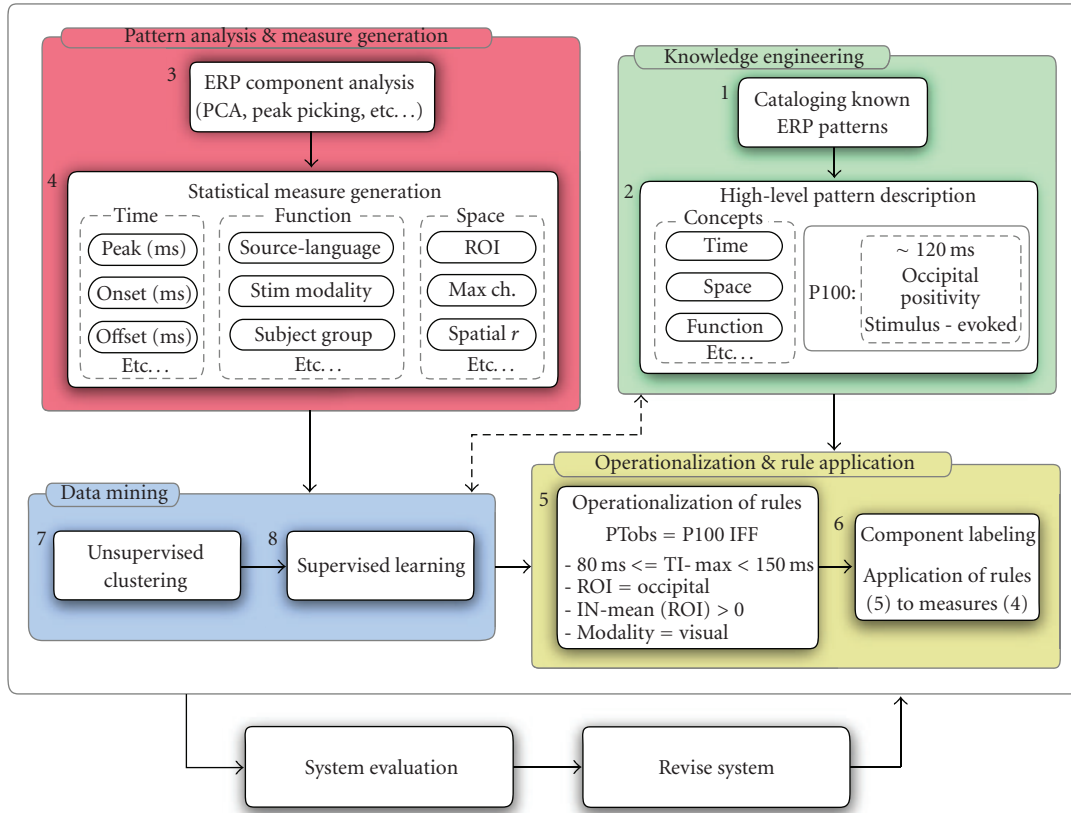 Pattern analysis & measure generation
3
ERP component analysis
(PCA, peak picking, etc...)
4
Statistical measure generation
Time
Peak (ms)
Onset (ms)
Offset (ms)
Etc...
Function
Source-language
Stim modality
Subject group
Etc...
Space
ROI
Max ch.
Spatial r
Etc...
Knowledge engineering
1
Cataloging known
ERP patterns
2
High-level pattern description
Concepts
Time
Space
Function
Etc...
P100:
~ 120 ms
Occipital
positivity
Stimulus - evoked
Data mining
7
Unsupervised
clustering
8
Supervised learning
Operationalization & rule application
5
Operationalization of rules
PTobs = P100 IFF
- 80 ms <= TI- max < 150 ms
- ROI = occipital
- IN-mean (ROI) > 0
- Modality = visual
6
Component labeling
Application of rules
(5) to measures (4)
System evaluation
Revise system